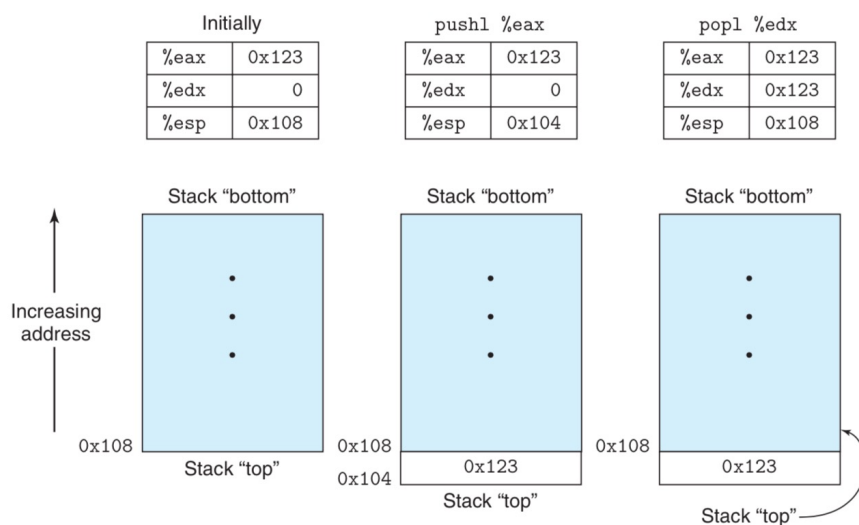 Initially
%eax 0x123
%edx 0
%esp 0x108
pushl %eax
%eax 0x123
%edx 0
%esp 0x104
popl %edx
%eax 0x123
%edx 0x123
%esp 0x108
Increasing
address
Stack “bottom”
0x108
Stack “top”
Stack “bottom”
0x108
0x123
0x104
Stack “top”
Stack “bottom”
0x108
0x123
Stack “top”